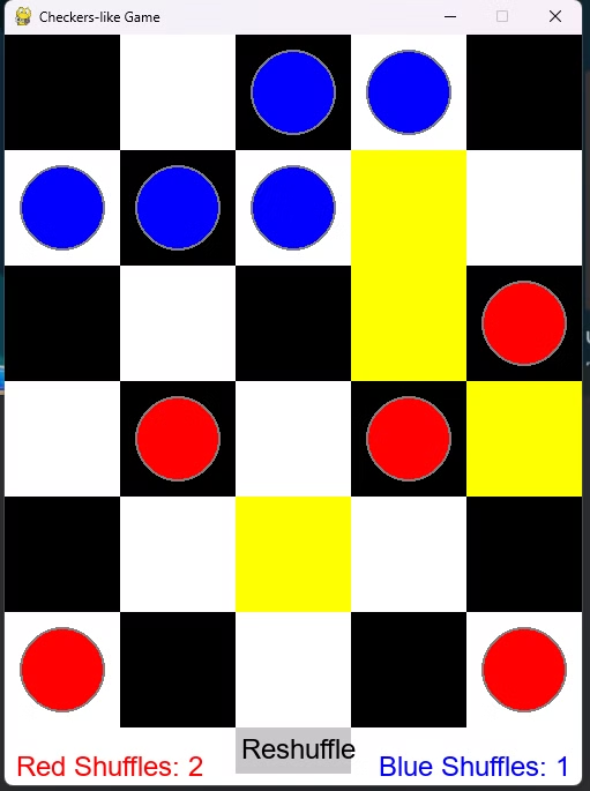 Checkers-like Game
Reshuffle
Red Shuffles: 2
Blue Shuffles: 1